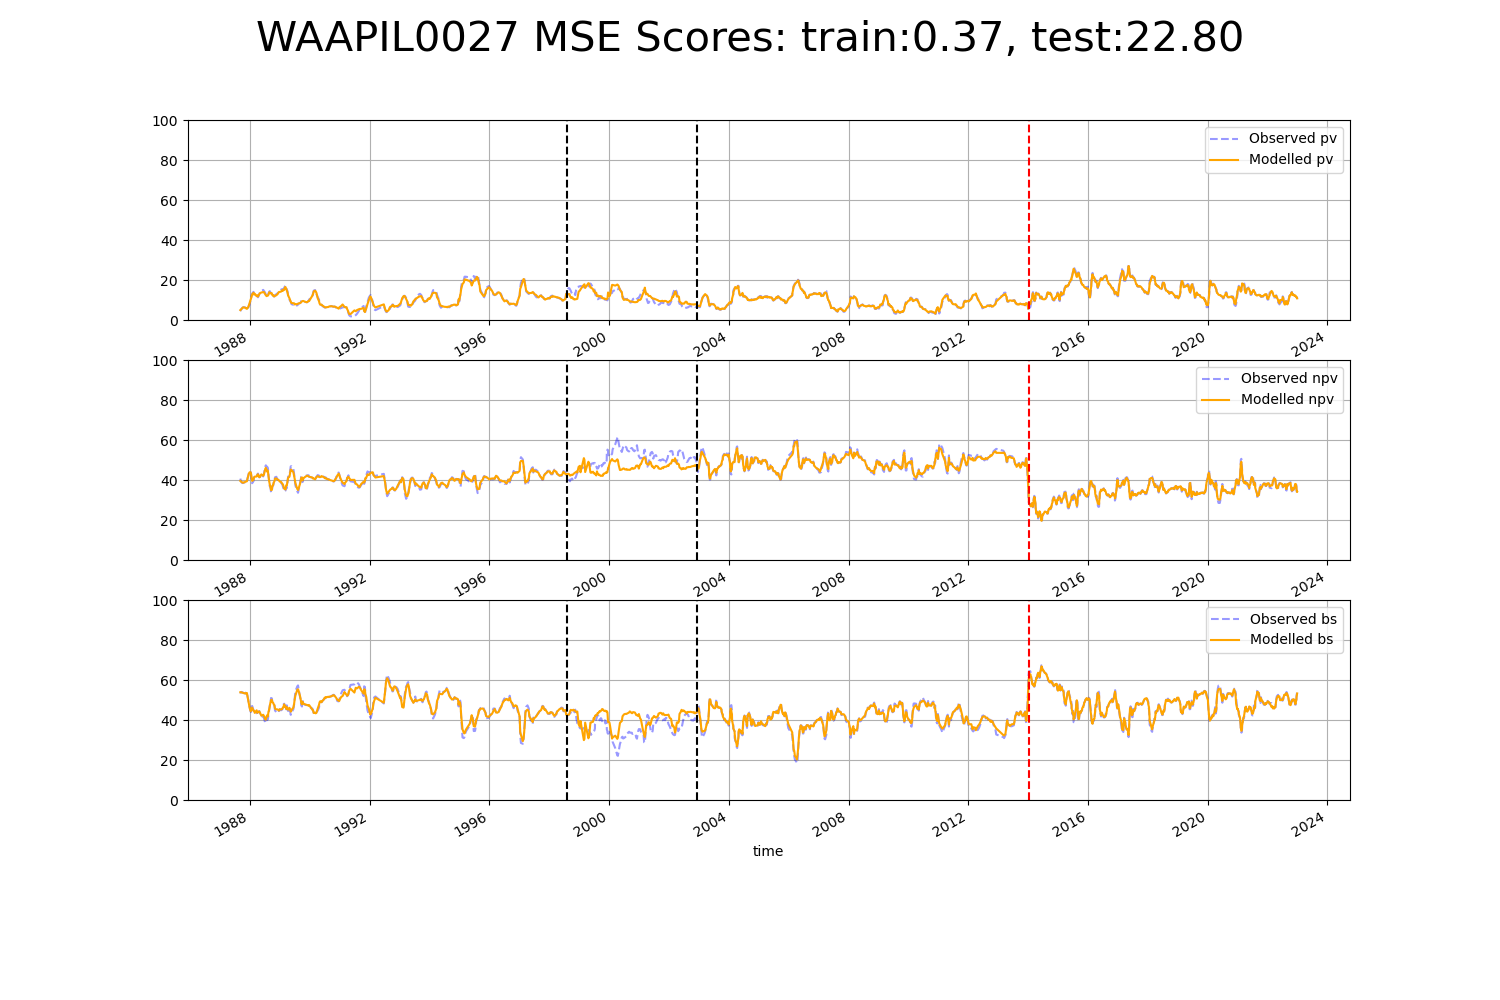 WAAPIL0027 MSE Scores: train:0.37, test:22.80
100
80
60
40
20
0
Observed pv
Modelled pv
1988 1992 1996 2000 2004 2008 2012 2016 2020 2024
100
80
60
40
20
0
Observed npv
Modelled npv
1988 1992 1996 2000 2004 2008 2012 2016 2020 2024
100
80
60
40
20
0
Observed bs
Modelled bs
1988 1992 1996 2000 2004 2008 2012 2016 2020 2024
time